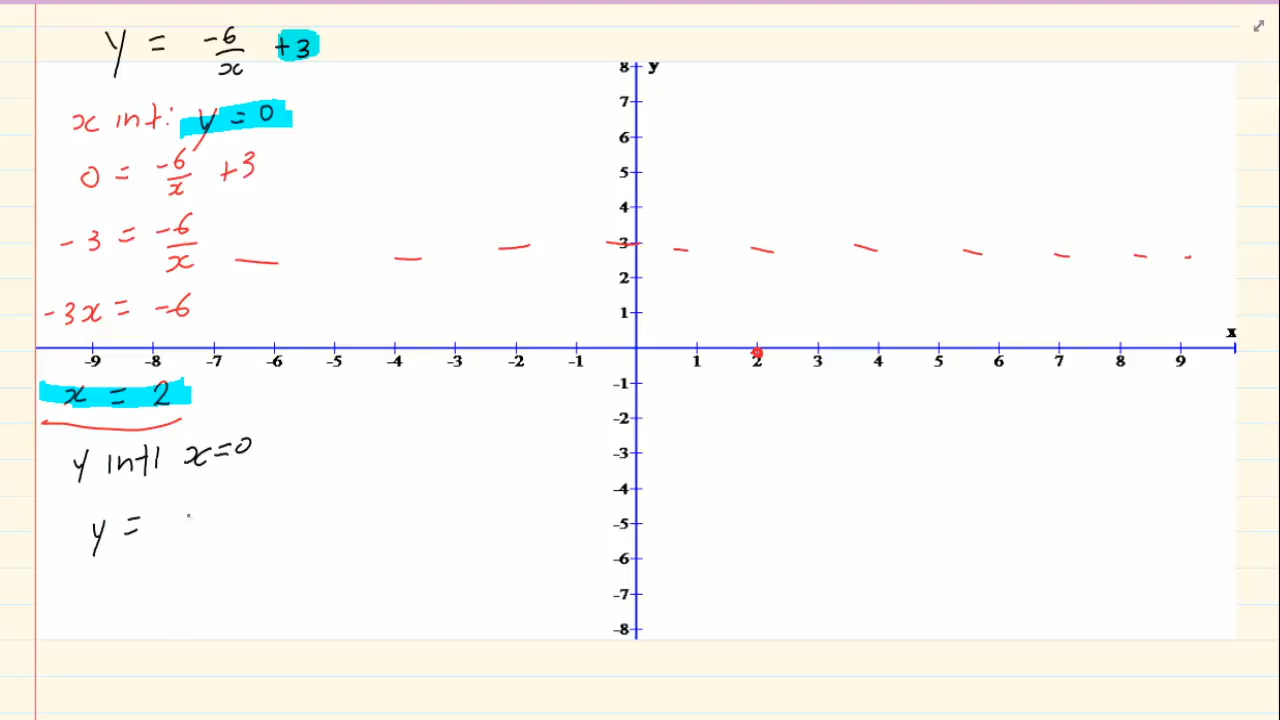 y = -6/x +3
x int: y = 0
0 = -6/x +3
-3 = -6/x
-3x = -6
x = 2
y int: x=0
y =
8 y
7
6
5
4
3
2
1
x
-9 -8 -7 -6 -5 -4 -3 -2 -1 1 2 3 4 5 6 7 8 9
-1
-2
-3
-4
-5
-6
-7
-8